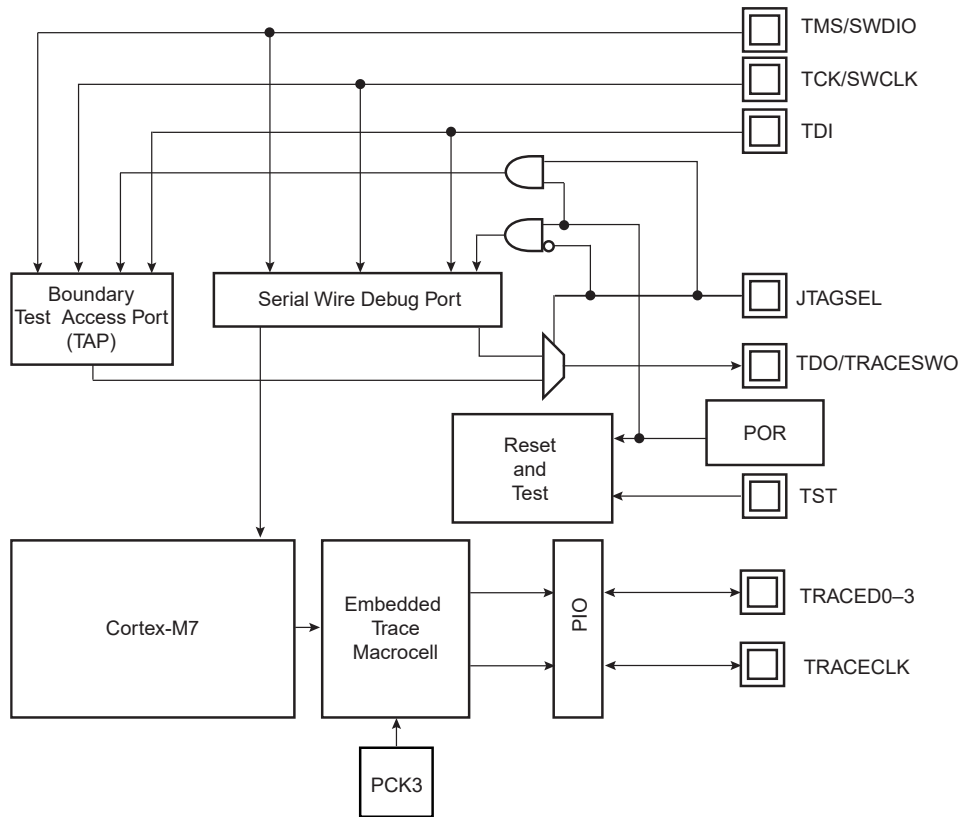 TMS/SWDIO
TCK/SWCLK
TDI
Boundary
Test Access Port
(TAP)
Serial Wire Debug Port
JTAGSEL
TDO/TRACESWO
Reset
and
Test
POR
TST
Cortex-M7
Embedded
Trace
Macrocell
PIO
TRACED0–3
TRACECLK
PCK3